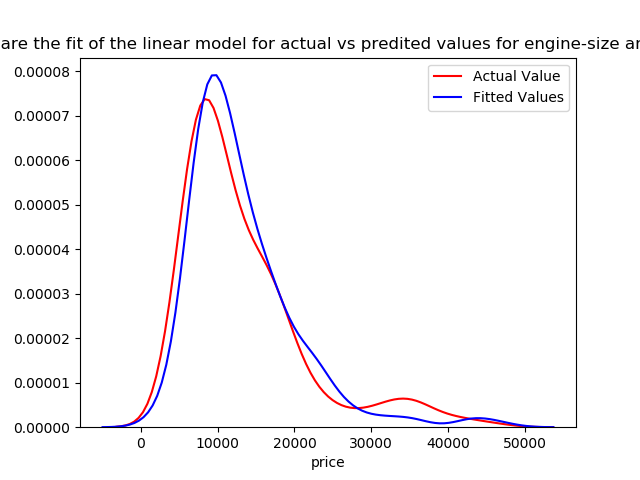 are the fit of the linear model for actual vs predited values for engine-size
Actual Value
Fitted Values
0.00008
0.00007
0.00006
0.00005
0.00004
0.00003
0.00002
0.00001
0.00000
0 10000 20000 30000 40000 50000
price